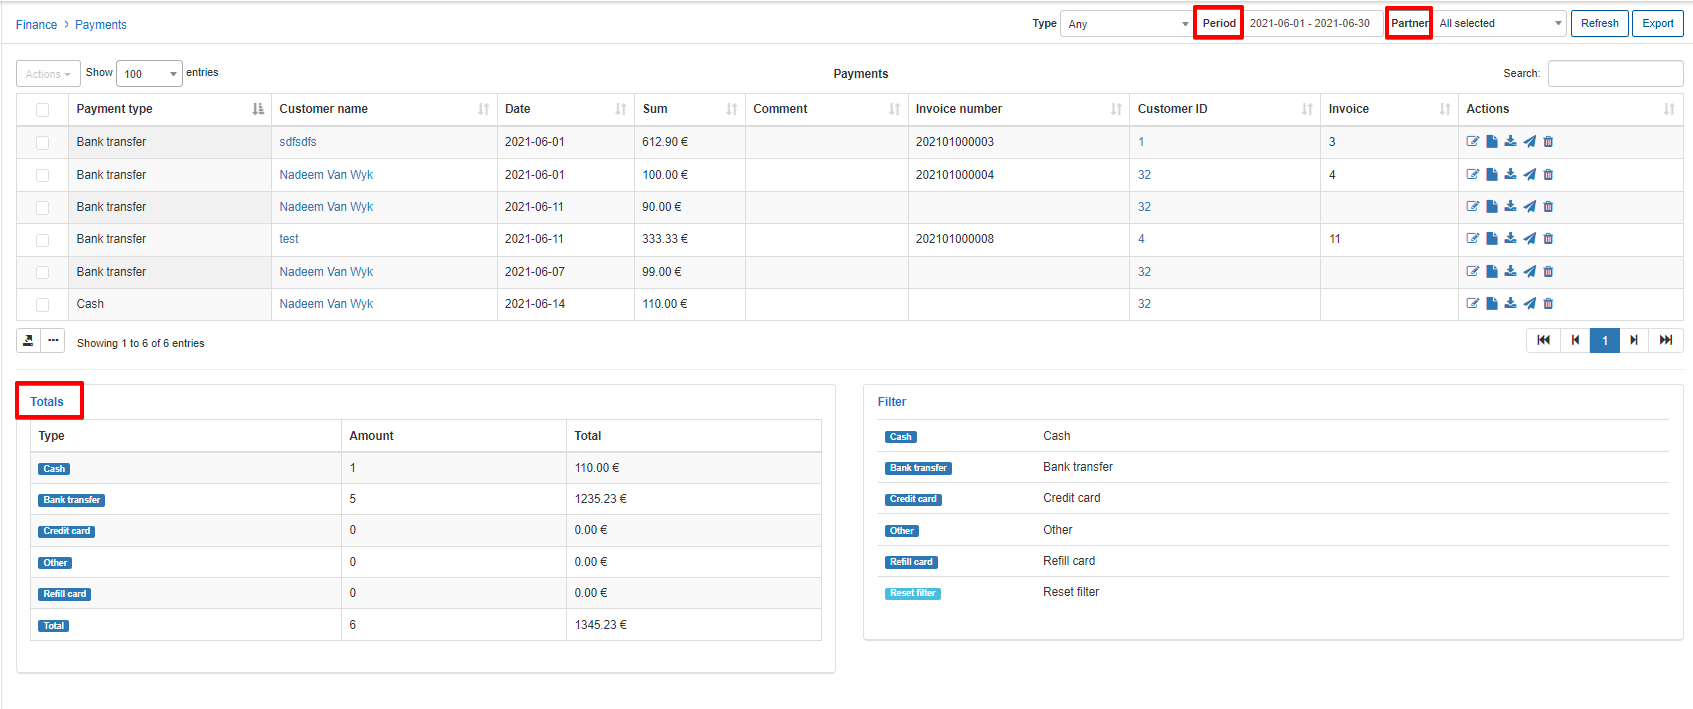 Finance > Payments Type Any Period 2021-06-01 - 2021-06-30 Partner All selected Refresh Export
Actions Show 100 entries Payments Search:
Payment type Customer name Date Sum Comment Invoice number Customer ID Invoice Actions
Bank transfer sdfsdfs 2021-06-01 612.90 € 202101000003 1 3
Bank transfer Nadeem Van Wyk 2021-06-01 100.00 € 202101000004 32 4
Bank transfer Nadeem Van Wyk 2021-06-11 90.00 € 32
Bank transfer test 2021-06-11 333.33 € 202101000008 4 11
Bank transfer Nadeem Van Wyk 2021-06-07 99.00 € 32
Cash Nadeem Van Wyk 2021-06-14 110.00 € 32
Showing 1 to 6 of 6 entries 1
Totals
Type Amount Total
Cash 1 110.00 €
Bank transfer 5 1235.23 €
Credit card 0 0.00 €
Other 0 0.00 €
Refill card 0 0.00 €
Total 6 1345.23 €
Filter
Cash Cash
Bank transfer Bank transfer
Credit card Credit card
Other Other
Refill card Refill card
Reset filter Reset filter